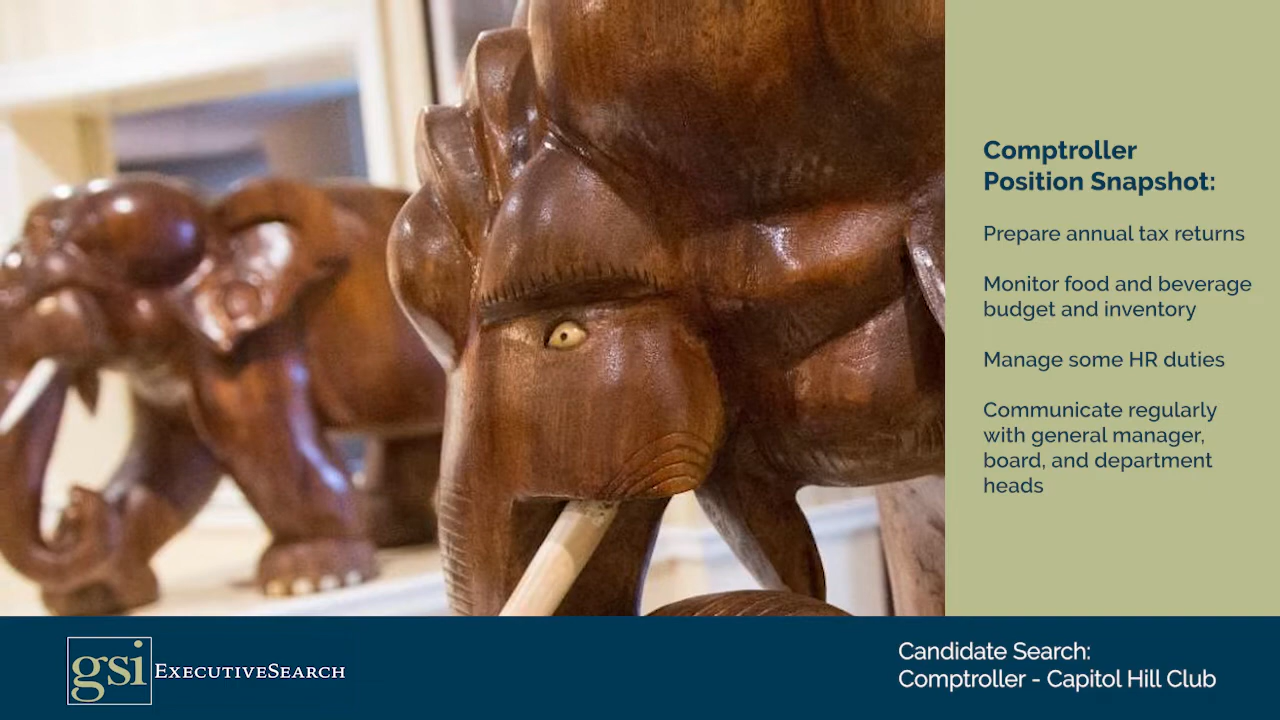 Comptroller
Position Snapshot:
Prepare annual tax returns
Monitor food and beverage
budget and inventory
Manage some HR duties
Communicate regularly
with general manager,
board, and department
heads
gsi EXECUTIVESEARCH
Candidate Search:
Comptroller - Capitol Hill Club